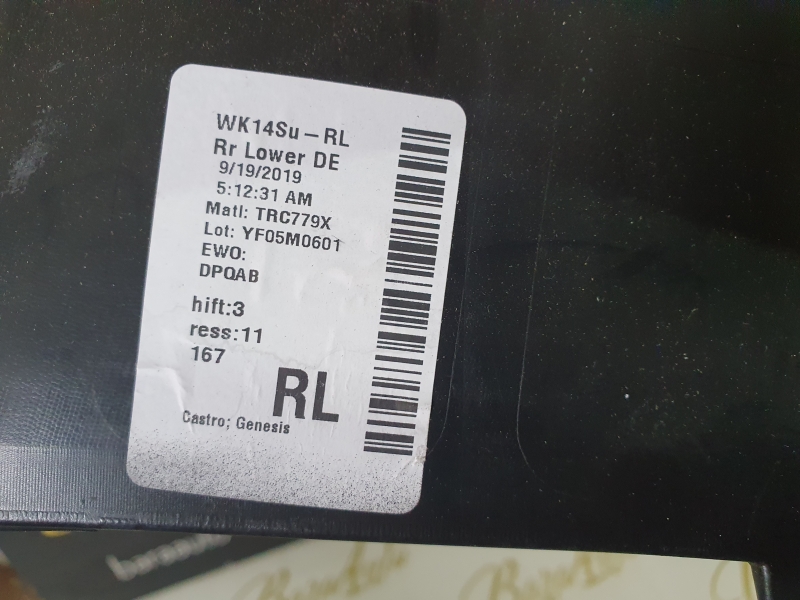 WK14Su-RL
Rr Lower DE
9/19/2019
5:12:31 AM
Matl: TRC779X
Lot: YF05M0601
EWO:
DPQAB
hift:3
ress:11
167
RL
Castro; Genesis